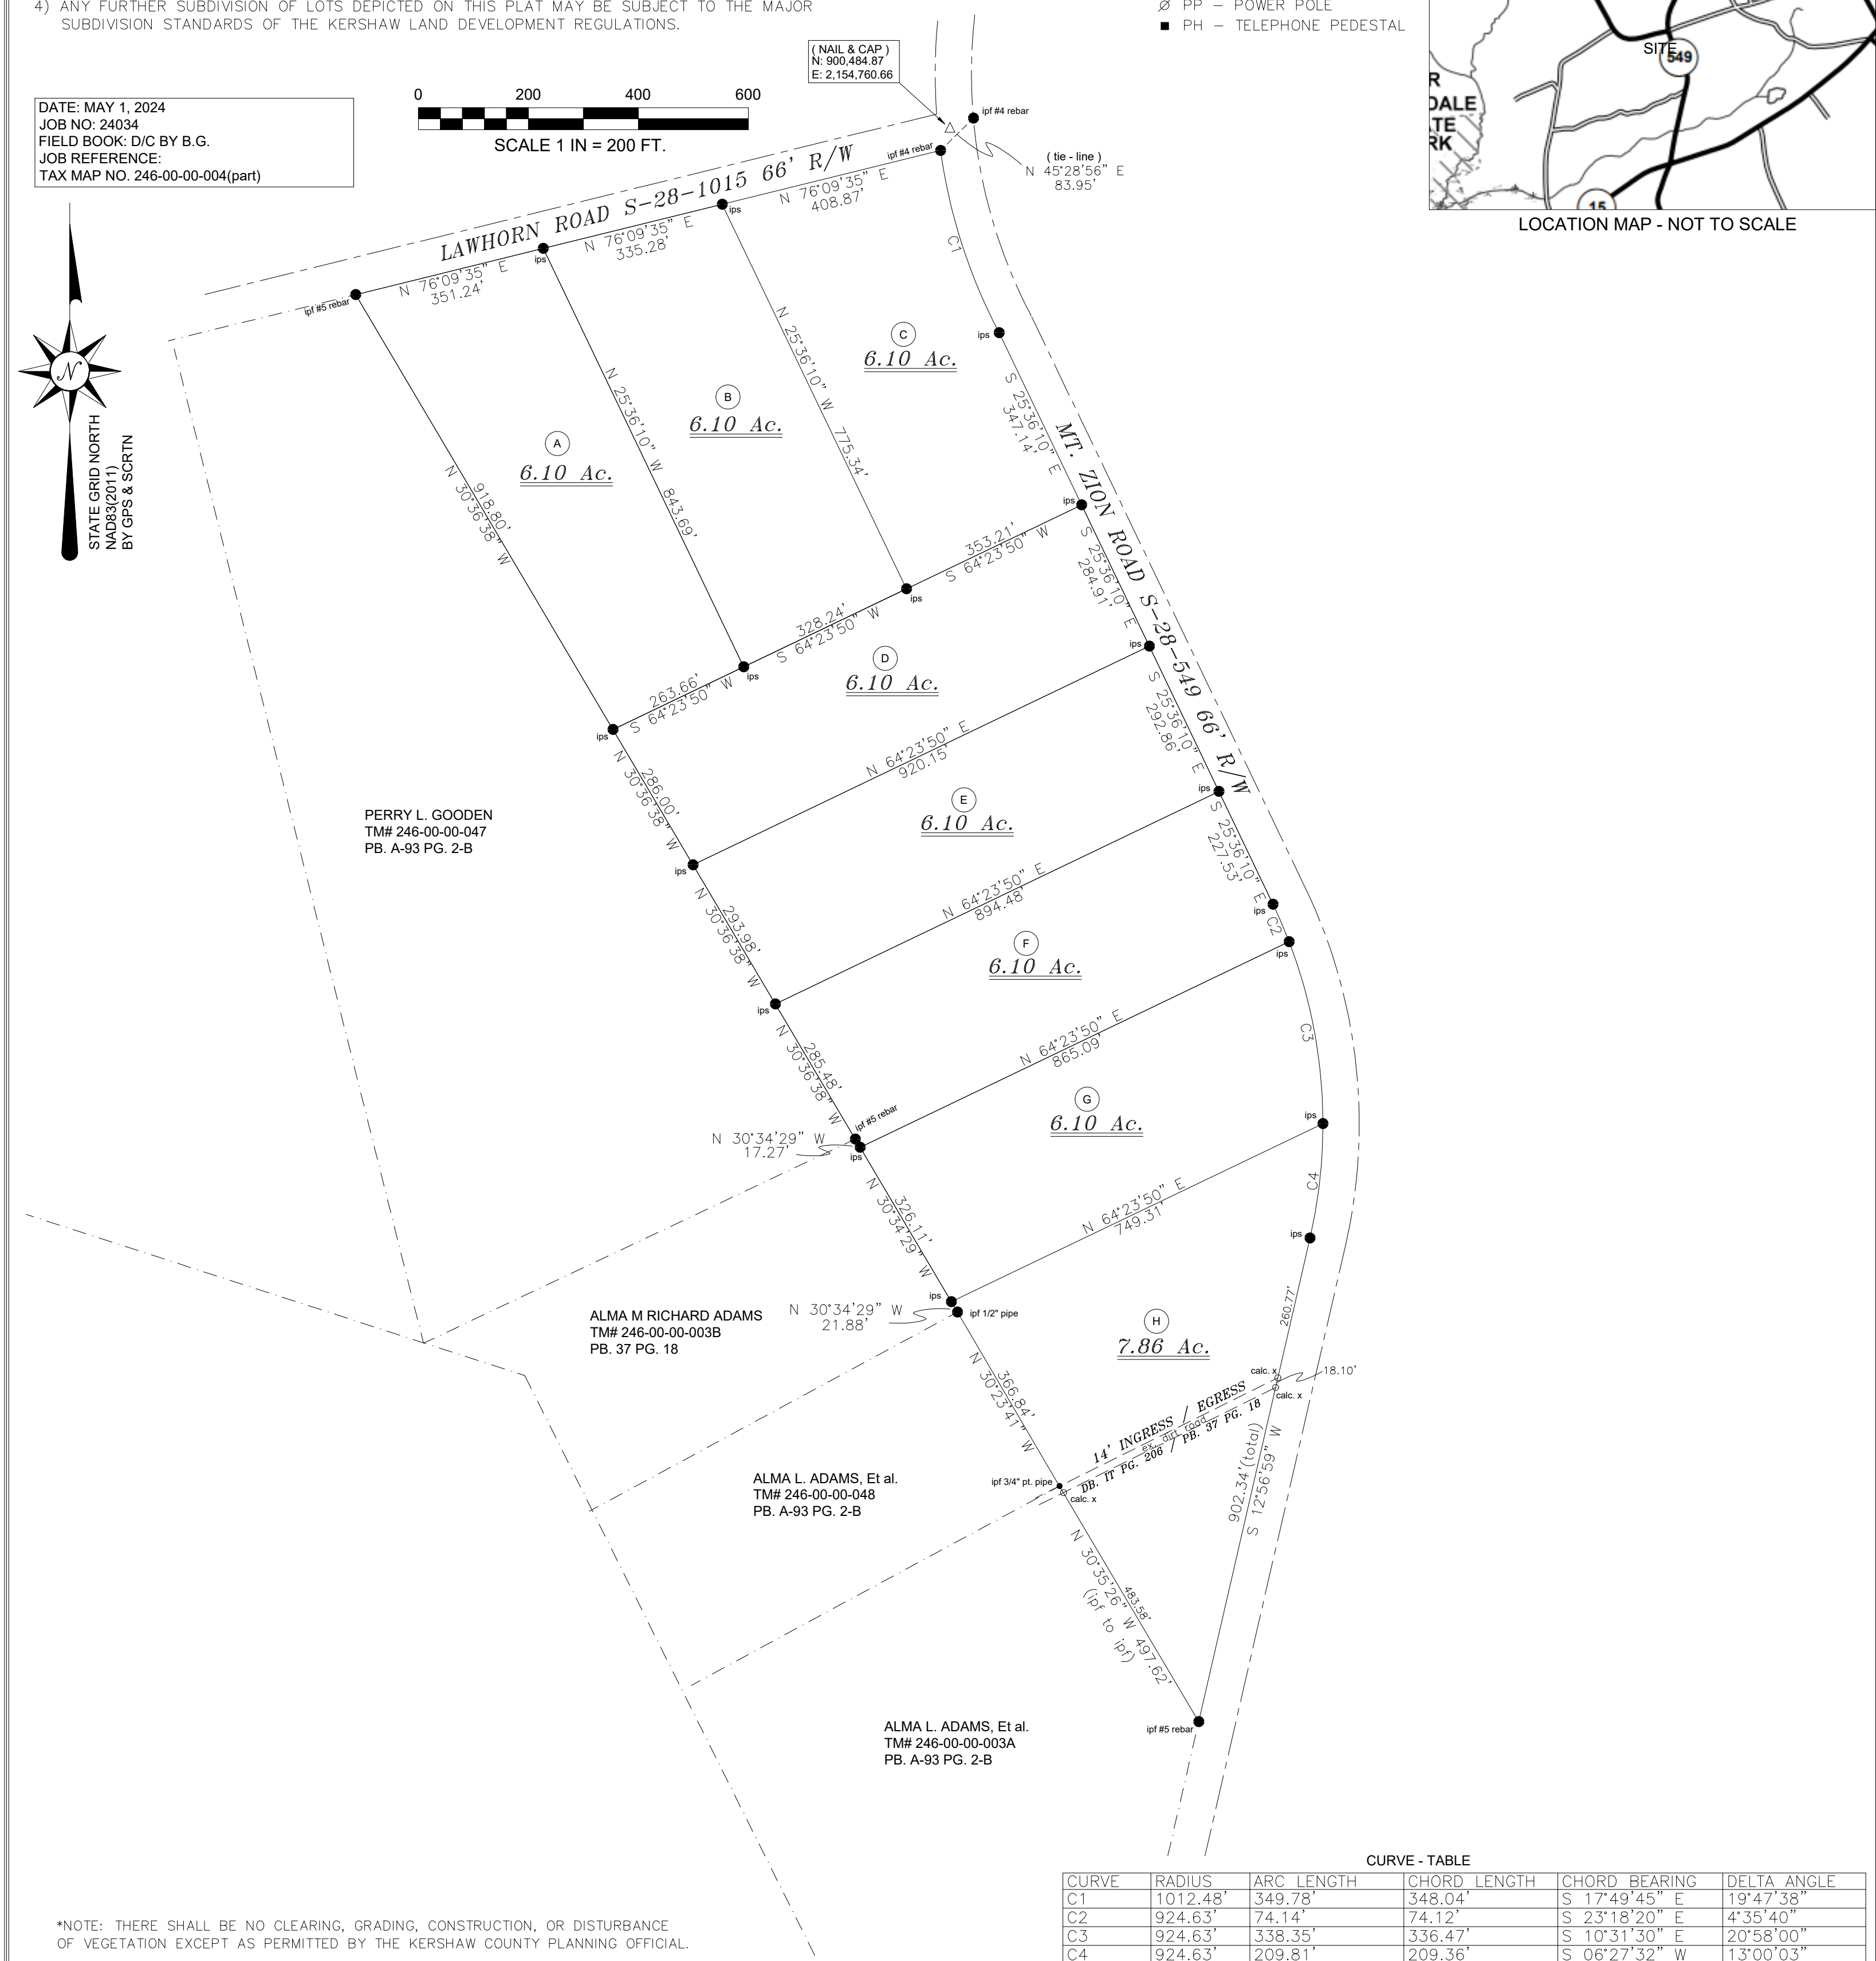 4) ANY FURTHER SUBDIVISION OF LOTS DEPICTED ON THIS PLAT MAY BE SUBJECT TO THE MAJOR
SUBDIVISION STANDARDS OF THE KERSHAW LAND DEVELOPMENT REGULATIONS.
PP – POWER POLE
PH – TELEPHONE PEDESTAL
SITE
549
R
DALE
TE
RK
15
LOCATION MAP - NOT TO SCALE
( NAIL & CAP )
N: 900,484.87
E: 2,154,760.66
DATE: MAY 1, 2024
JOB NO: 24034
FIELD BOOK: D/C BY B.G.
JOB REFERENCE:
TAX MAP NO. 246-00-00-004(part)
0 200 400 600
SCALE 1 IN = 200 FT.
N
STATE GRID NORTH
NAD83(2011)
BY GPS & SCRTN
ipf #4 rebar
ipf #4 rebar
( tie - line )
N 45°28'56" E
83.95'
LAWHORN ROAD S-28-1015 66' R/W
N 76°09'35" E
408.87'
ips
N 76°09'35" E
335.28'
ips
N 76°09'35" E
351.24'
ipf #5 rebar
C1
ips
C
6.10 Ac.
B
6.10 Ac.
A
6.10 Ac.
N 25°36'10" W 775.34'
N 25°36'10" W 843.69'
918.80'
N 30°36'38" W
S 25°36'10" E
347.14'
MT. ZION ROAD S-28-549 66' R/W
ips
353.21'
S 64°23'50" W
ips
328.24'
S 64°23'50" W
ips
263.66'
S 64°23'50" W
ips
S 25°36'10" E
284.91'
ips
D
6.10 Ac.
286.00'
N 30°36'38" W
N 64°23'50" E
920.15'
ips
S 25°36'10" E
292.86'
ips
E
6.10 Ac.
293.98'
N 30°36'38" W
N 64°23'50" E
894.48'
ips
S 25°36'10" E
227.53'
ips
C2
ips
F
6.10 Ac.
285.48'
N 30°36'38" W
N 64°23'50" E
865.09'
ipf #5 rebar
N 30°34'29" W
17.27'
ips
C3
ips
G
6.10 Ac.
326.11'
N 30°34'29" W
N 64°23'50" E
749.31'
C4
ips
ips
ipf 1/2" pipe
N 30°34'29" W
21.88'
H
7.86 Ac.
260.77'
calc. x
18.10'
calc. x
14' INGRESS / EGRESS
ex. dirt road
DB. IT PG. 206 / PB. 37 PG. 18
366.84'
N 30°23'41" W
ipf 3/4" pt. pipe
calc. x
902.34'(total)
S 12°56'59" W
483.58'
N 30°35'26" W 497.62'
(ipf to ipf)
ipf #5 rebar
PERRY L. GOODEN
TM# 246-00-00-047
PB. A-93 PG. 2-B
ALMA M RICHARD ADAMS
TM# 246-00-00-003B
PB. 37 PG. 18
ALMA L. ADAMS, Et al.
TM# 246-00-00-048
PB. A-93 PG. 2-B
ALMA L. ADAMS, Et al.
TM# 246-00-00-003A
PB. A-93 PG. 2-B
*NOTE: THERE SHALL BE NO CLEARING, GRADING, CONSTRUCTION, OR DISTURBANCE
OF VEGETATION EXCEPT AS PERMITTED BY THE KERSHAW COUNTY PLANNING OFFICIAL.
CURVE - TABLE
CURVE RADIUS ARC LENGTH CHORD LENGTH CHORD BEARING DELTA ANGLE
C1 1012.48' 349.78' 348.04' S 17°49'45" E 19°47'38"
C2 924.63' 74.14' 74.12' S 23°18'20" E 4°35'40"
C3 924.63' 338.35' 336.47' S 10°31'30" E 20°58'00"
C4 924.63' 209.81' 209.36' S 06°27'32" W 13°00'03"